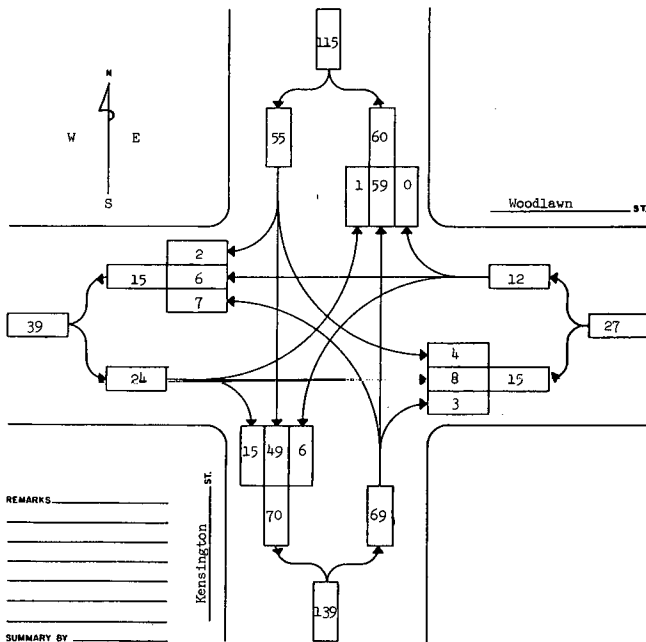 115
N
55 60
W E
1 59 0
S
Woodlawn ST.
2
15 6 12
7
39 27
4
24 8 15
3
15 49 6
REMARKS
Kensington ST.
70 69
139
SUMMARY BY